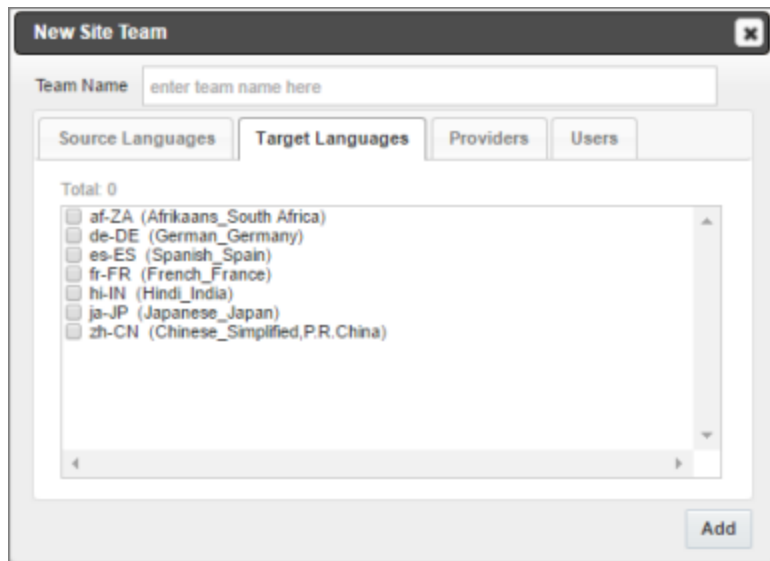 New Site Team
Team Name enter team name here
Source Languages Target Languages Providers Users
Total: 0
af-ZA (Afrikaans_South Africa)
de-DE (German_Germany)
es-ES (Spanish_Spain)
fr-FR (French_France)
hi-IN (Hindi_India)
ja-JP (Japanese_Japan)
zh-CN (Chinese_Simplified,P.R.China)
Add